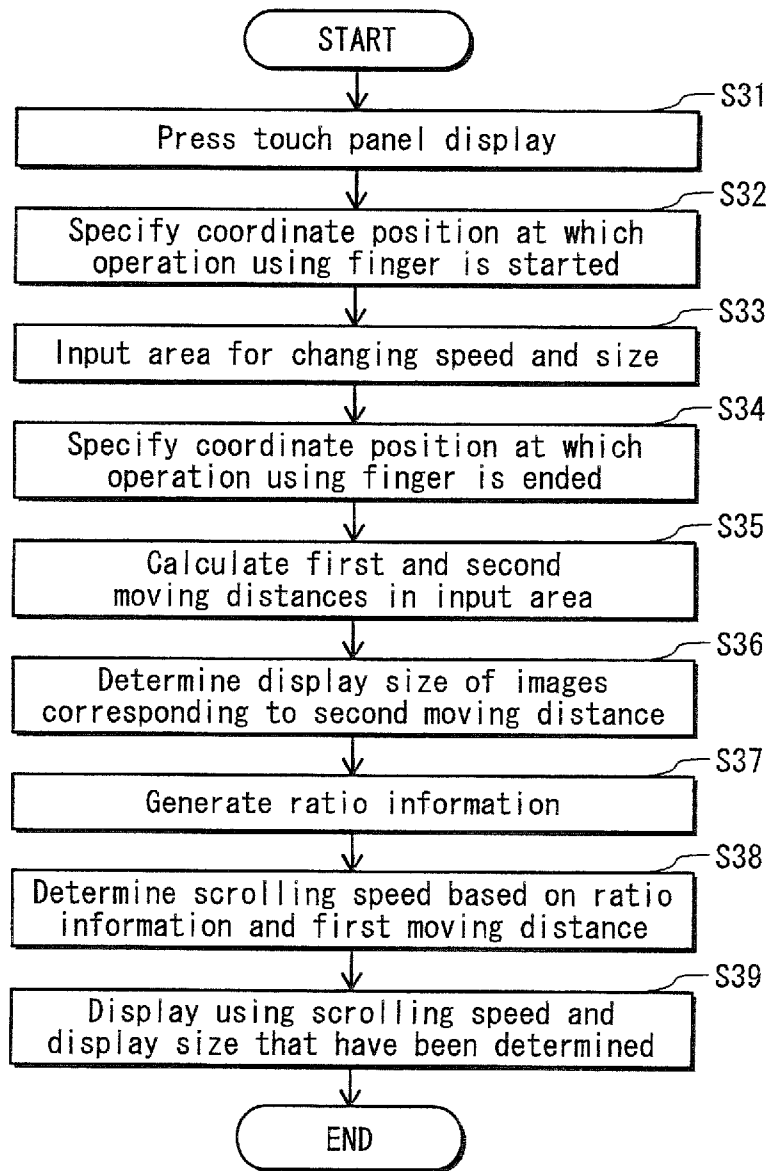 START
S31
Press touch panel display
S32
Specify coordinate position at which
operation using finger is started
S33
Input area for changing speed and size
S34
Specify coordinate position at which
operation using finger is ended
S35
Calculate first and second
moving distances in input area
S36
Determine display size of images
corresponding to second moving distance
S37
Generate ratio information
S38
Determine scrolling speed based on ratio
information and first moving distance
S39
Display using scrolling speed and
display size that have been determined
END